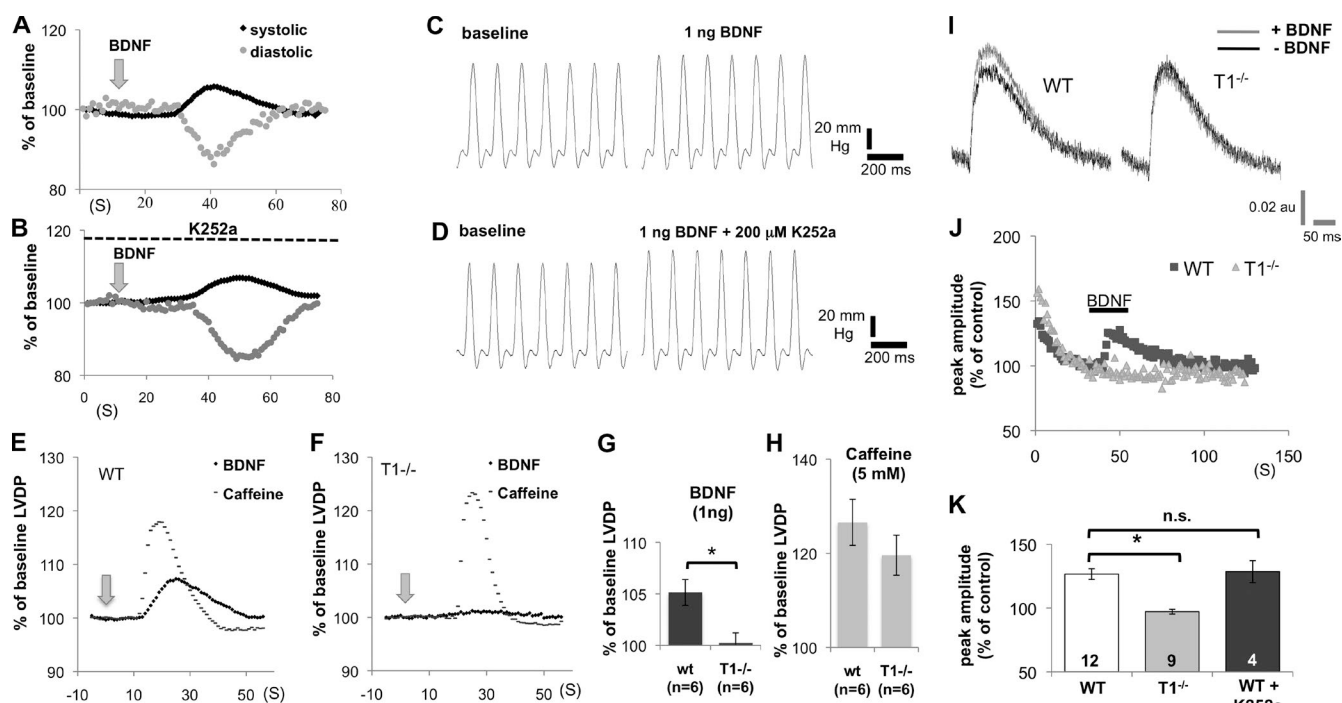 A
120
BDNF
systolic
diastolic
% of baseline
100
80
(S)
20
40
60
80
B
120
K252a
BDNF
% of baseline
100
80
0
(S)
20
40
60
80
C
baseline
1 ng BDNF
20 mm
Hg
200 ms
D
baseline
1 ng BDNF + 200 µM K252a
20 mm
Hg
200 ms
E
130
WT
BDNF
Caffeine
% of baseline LVDP
120
110
100
90
-10
10
30
50
(S)
F
130
T1-/-
BDNF
Caffeine
% of baseline LVDP
120
110
100
90
-10
10
30
50
(S)
G
BDNF
(1ng)
% of baseline LVDP
110
*
105
100
wt
(n=6)
T1-/-
(n=6)
H
Caffeine
(5 mM)
% of baseline LVDP
140
120
100
wt
(n=6)
T1-/-
(n=6)
I
+ BDNF
- BDNF
WT
T1-/-
0.02 au
50 ms
J
200
WT
T1-/-
BDNF
peak amplitude
(% of control)
150
100
50
0
50
100
150
(S)
K
n.s.
*
peak amplitude
(% of control)
150
100
50
12
9
4
WT
T1-/-
WT +